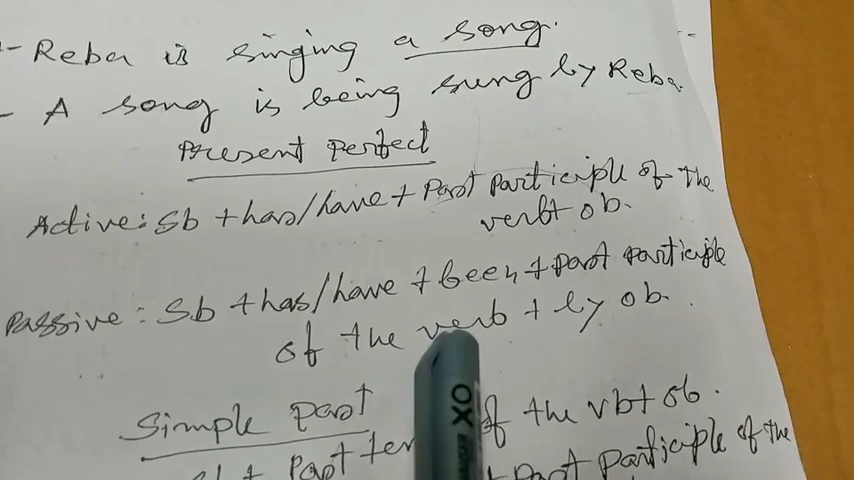 - Reba is singing a song.
- A song is being sung by Reba.
Present perfect
Active: Sb + has/have + Past participle of the
verb + ob.
Passive: Sb + has/have + been + past participle
of the verb + by ob.
Simple past
of the vb + ob.
Past participle of the
OX